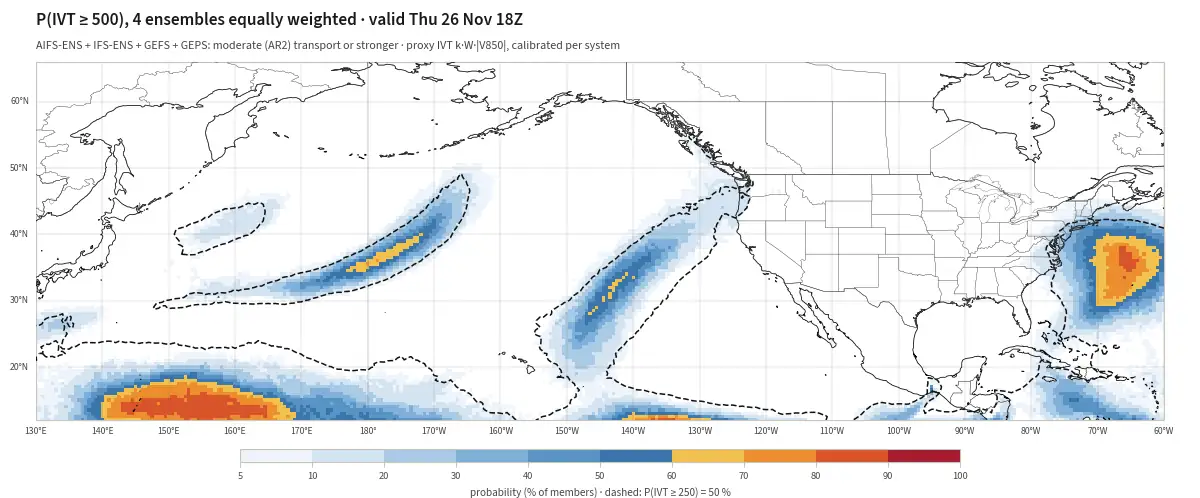 P(IVT ≥ 500), 4 ensembles equally weighted · valid Thu 26 Nov 18Z
AIFS-ENS + IFS-ENS + GEFS + GEPS: moderate (AR2) transport or stronger · proxy IVT k·W·|V850|, calibrated per system
60°N
50°N
40°N
30°N
20°N
130°E 140°E 150°E 160°E 170°E 180° 170°W 160°W 150°W 140°W 130°W 120°W 110°W 100°W 90°W 80°W 70°W 60°W
5 10 20 30 40 50 60 70 80 90 100
probability (% of members) · dashed: P(IVT ≥ 250) = 50 %